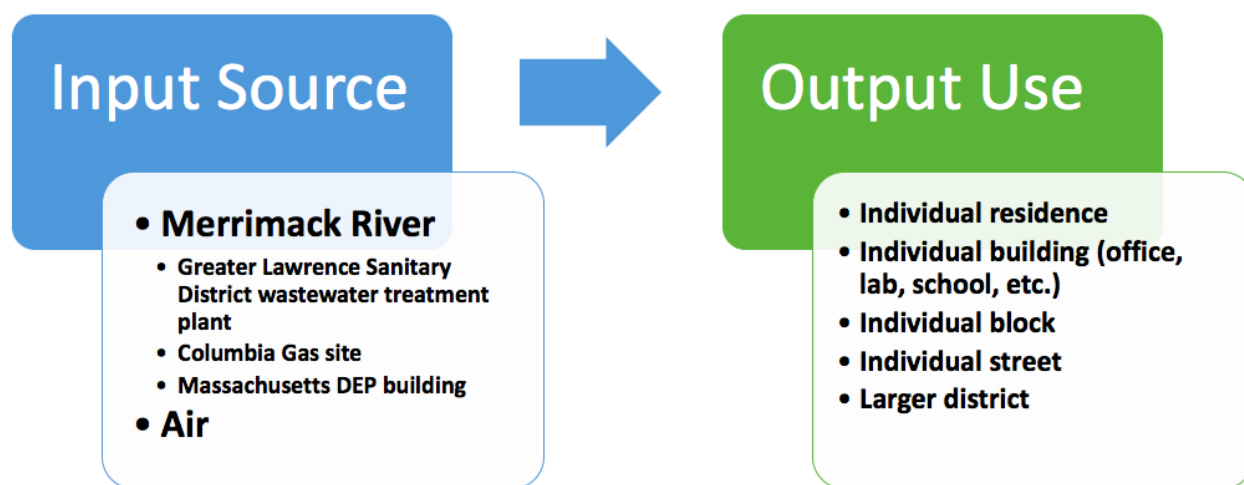 Input Source
• Merrimack River
• Greater Lawrence Sanitary
District wastewater treatment
plant
• Columbia Gas site
• Massachusetts DEP building
• Air
Output Use
• Individual residence
• Individual building (office,
lab, school, etc.)
• Individual block
• Individual street
• Larger district